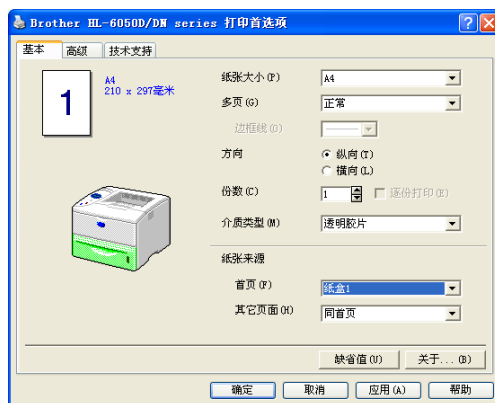 Brother HL-6050D/DN series 打印首选项
基本 高级 技术支持
1
A4
210 x 297毫米
纸张大小(P) A4
多页(G) 正常
边框线(O)
方向 纵向(T)
横向(L)
份数(C) 1 逐份打印(E)
介质类型(M) 透明胶片
纸张来源
首页(F) 纸盒1
其它页面(H) 同首页
缺省值(U) 关于...(B)
确定 取消 应用(A) 帮助